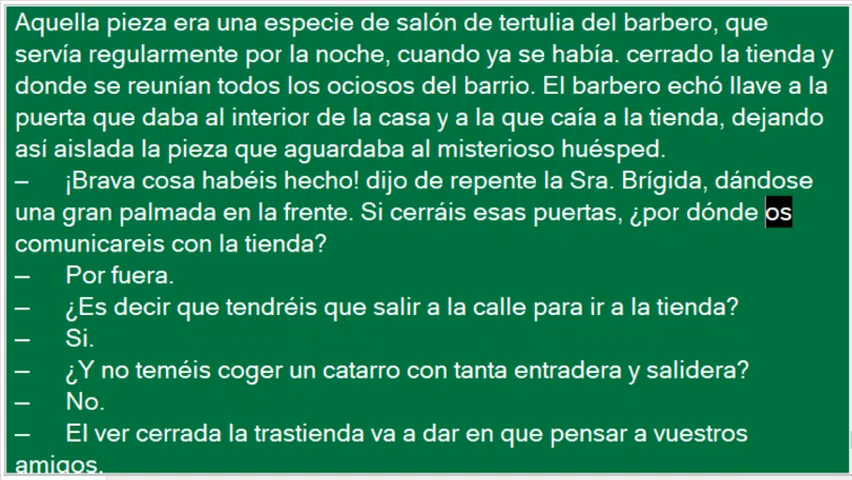 Aquella pieza era una especie de salón de tertulia del barbero, que
servía regularmente por la noche, cuando ya se había. cerrado la tienda y
donde se reunían todos los ociosos del barrio. El barbero echó llave a la
puerta que daba al interior de la casa y a la que caía a la tienda, dejando
así aislada la pieza que aguardaba al misterioso huésped.
– ¡Brava cosa habéis hecho! dijo de repente la Sra. Brígida, dándose
una gran palmada en la frente. Si cerráis esas puertas, ¿por dónde os
comunicareis con la tienda?
– Por fuera.
– ¿Es decir que tendréis que salir a la calle para ir a la tienda?
– Si.
– ¿Y no teméis coger un catarro con tanta entradera y salidera?
– No.
– El ver cerrada la trastienda va a dar en que pensar a vuestros
amigos.